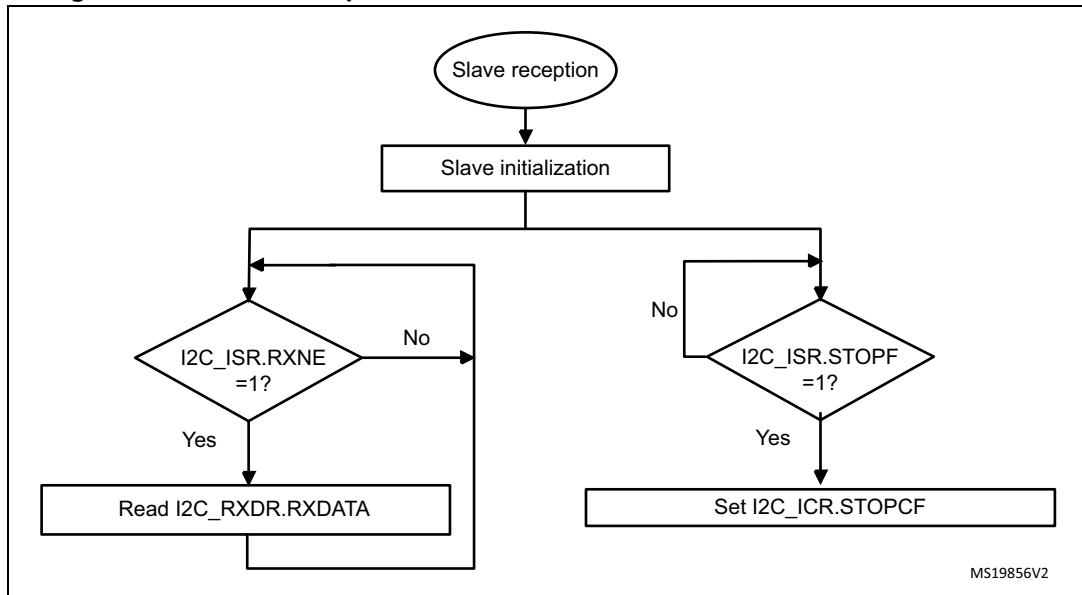 Slave reception
Slave initialization
I2C_ISR.RXNE
=1?
No
Yes
Read I2C_RXDR.RXDATA
No
I2C_ISR.STOPF
=1?
Yes
Set I2C_ICR.STOPCF
MS19856V2